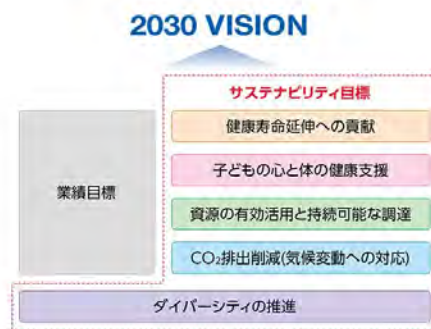 2030 VISION
サステナビリティ目標
健康寿命延伸への貢献
子どもの心と体の健康支援
業績目標
資源の有効活用と持続可能な調達
CO₂排出削減(気候変動への対応)
ダイバーシティの推進